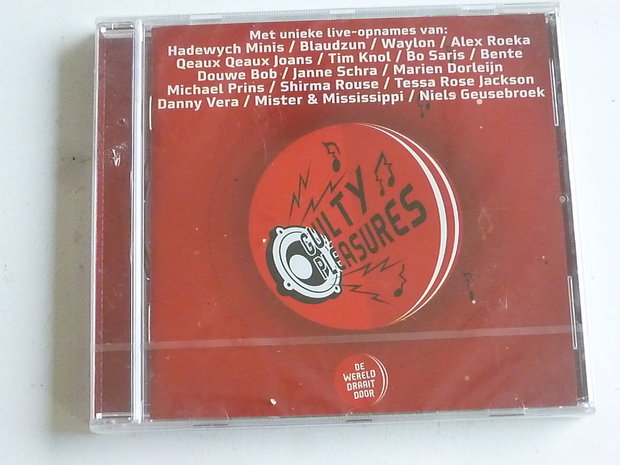 Met unieke live-opnames van:
Hadewych Minis / Blaudzun / Waylon / Alex Roeka
Qeaux Qeaux Joans / Tim Knol / Bo Saris / Bente
Douwe Bob / Janne Schra / Marien Dorleijn
Michael Prins / Shirma Rouse / Tessa Rose Jackson
Danny Vera / Mister & Mississippi / Niels Geusebroek
GUILTY
PLEASURES
DE
WERELD
DRAAIT
DOOR